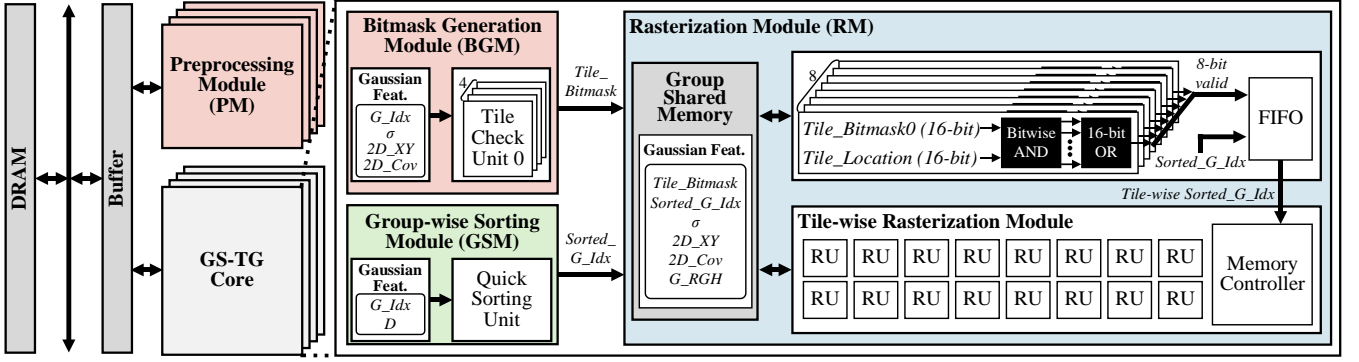 DRAM
Buffer
Preprocessing
Module
(PM)
GS-TG
Core
Bitmask Generation
Module (BGM)
Gaussian
Feat.
G_Idx
σ
2D_XY
2D_Cov
4
Tile
Check
Unit 0
Tile_
Bitmask
Group-wise Sorting
Module (GSM)
Gaussian
Feat.
G_Idx
D
Quick
Sorting
Unit
Sorted_
G_Idx
Rasterization Module (RM)
Group
Shared
Memory
Gaussian Feat.
Tile_Bitmask
Sorted_G_Idx
σ
2D_XY
2D_Cov
G_RGH
8
Tile_Bitmask0 (16-bit)
Tile_Location (16-bit)
Bitwise
AND
16-bit
OR
8-bit
valid
Sorted_G_Idx
FIFO
Tile-wise Sorted_G_Idx
Tile-wise Rasterization Module
RU RU RU RU RU RU RU RU
RU RU RU RU RU RU RU RU
Memory
Controller